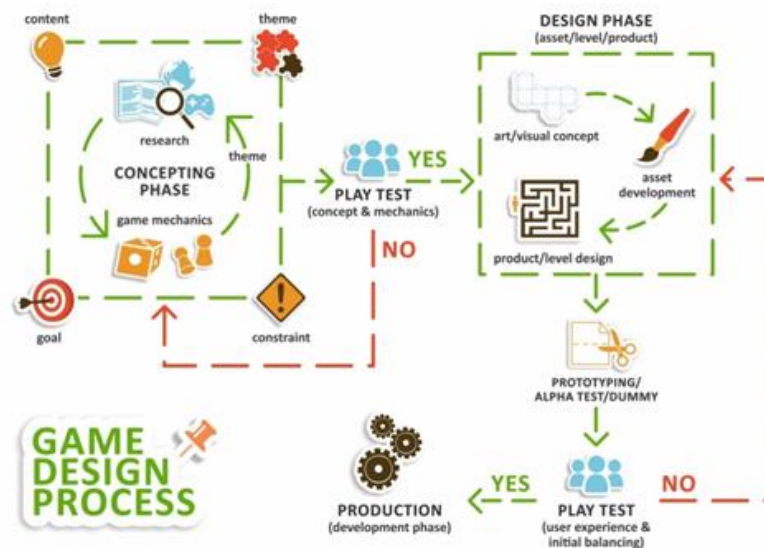 content
theme
research
theme
CONCEPTING
PHASE
game mechanics
goal
constraint
PLAY TEST
(concept & mechanics)
YES
NO
DESIGN PHASE
(asset/level/product)
art/visual concept
asset
development
product/level design
PROTOTYPING/
ALPHA TEST/DUMMY
PLAY TEST
(user experience &
initial balancing)
YES
NO
PRODUCTION
(development phase)
GAME
DESIGN
PROCESS